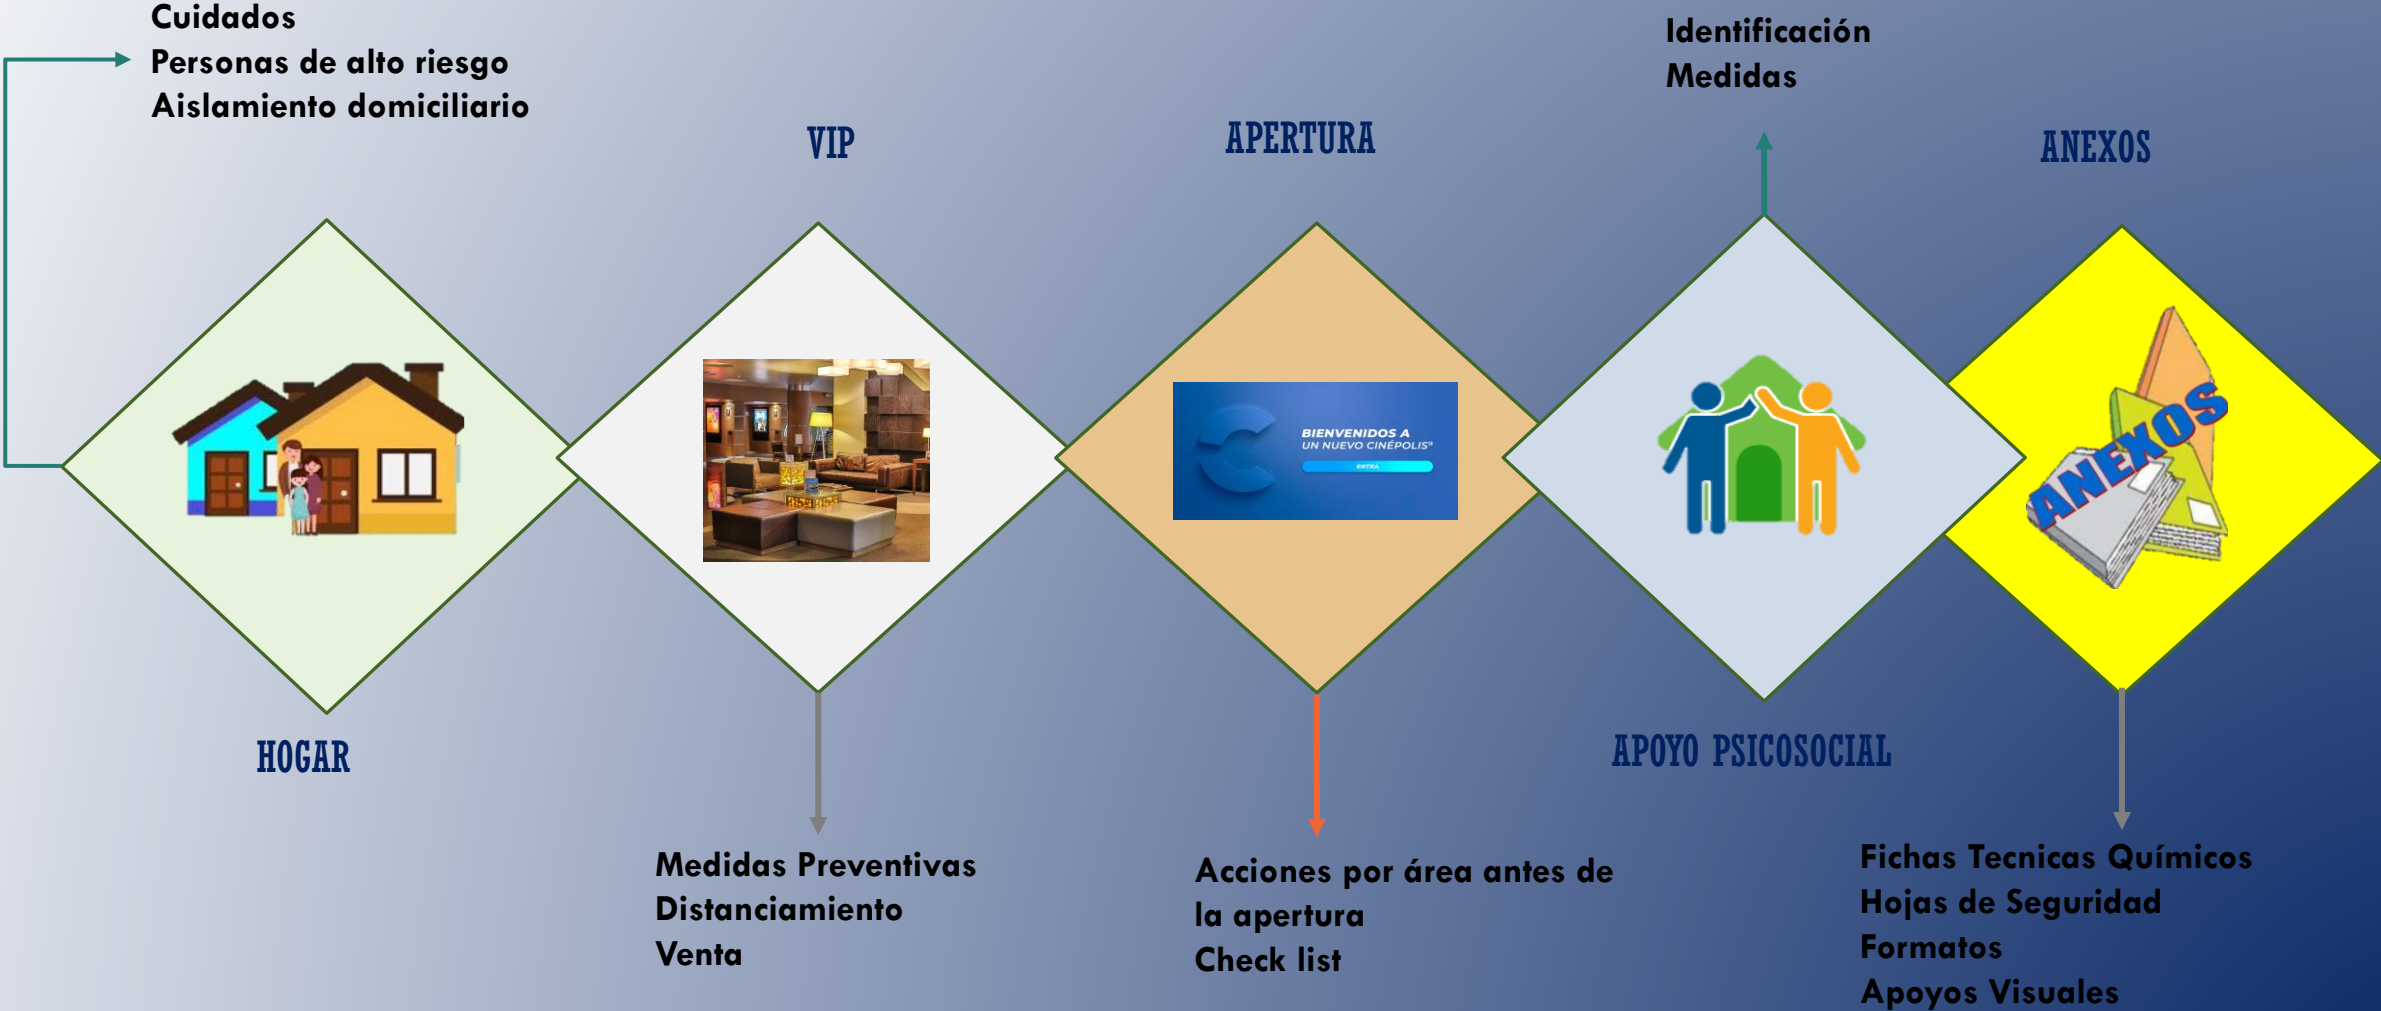 Cuidados
Personas de alto riesgo
Aislamiento domiciliario
HOGAR
VIP
Medidas Preventivas
Distanciamiento
Venta
APERTURA
BIENVENIDOS A
UN NUEVO CINÉPOLIS®
ENTRA
Acciones por área antes de
la apertura
Check list
Identificación
Medidas
APOYO PSICOSOCIAL
ANEXOS
ANEXOS
Fichas Tecnicas Químicos
Hojas de Seguridad
Formatos
Apoyos Visuales